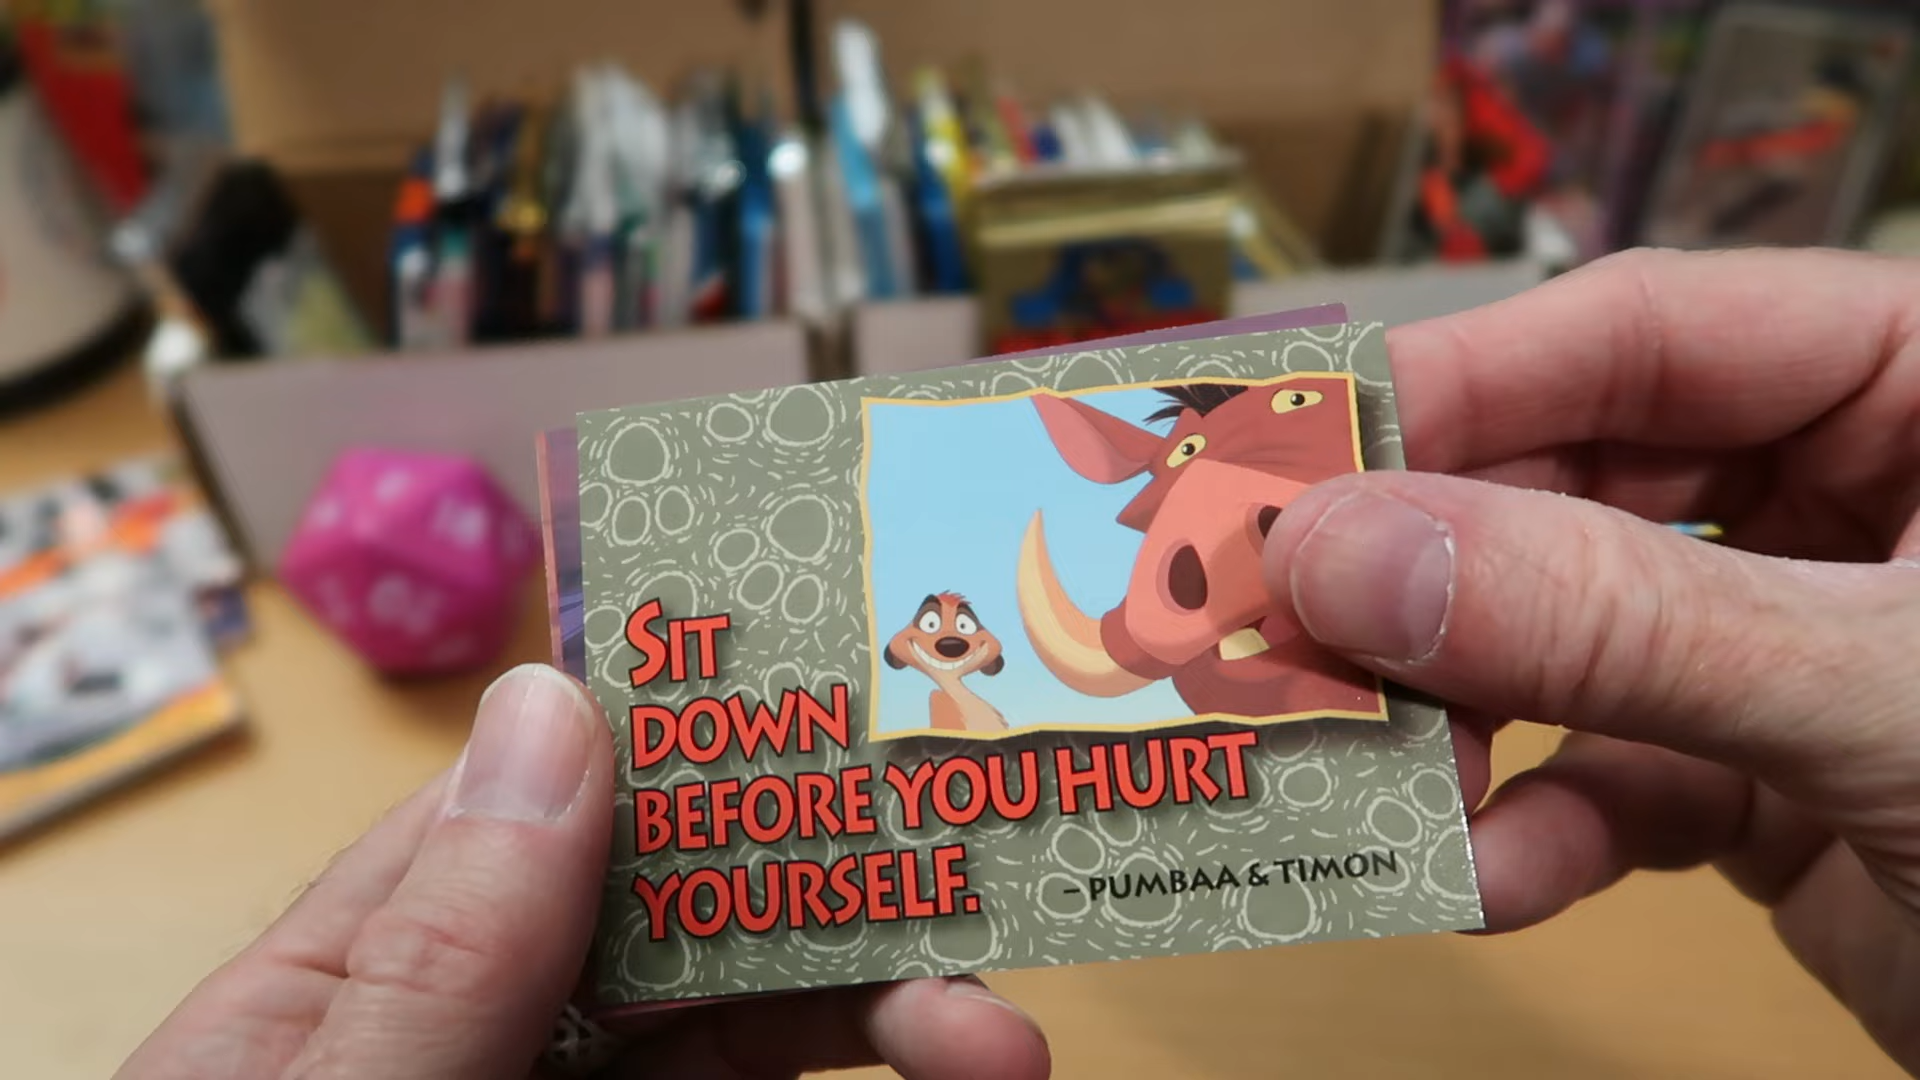 SIT
DOWN
BEFORE YOU HURT
YOURSELF.
– PUMBAA & TIMON